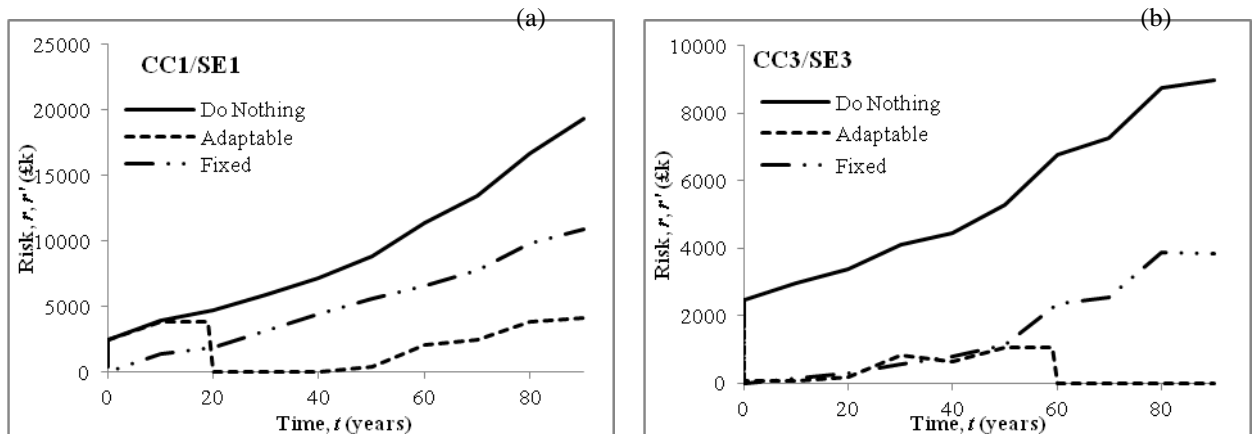 (a)
CC1/SE1
Do Nothing
Adaptable
Fixed
Risk, r, r' (£k)
25000
20000
15000
10000
5000
0
0 20 40 60 80
Time, t (years)
(b)
CC3/SE3
Do Nothing
Adaptable
Fixed
Risk, r, r' (£k)
10000
8000
6000
4000
2000
0
0 20 40 60 80
Time, t (years)